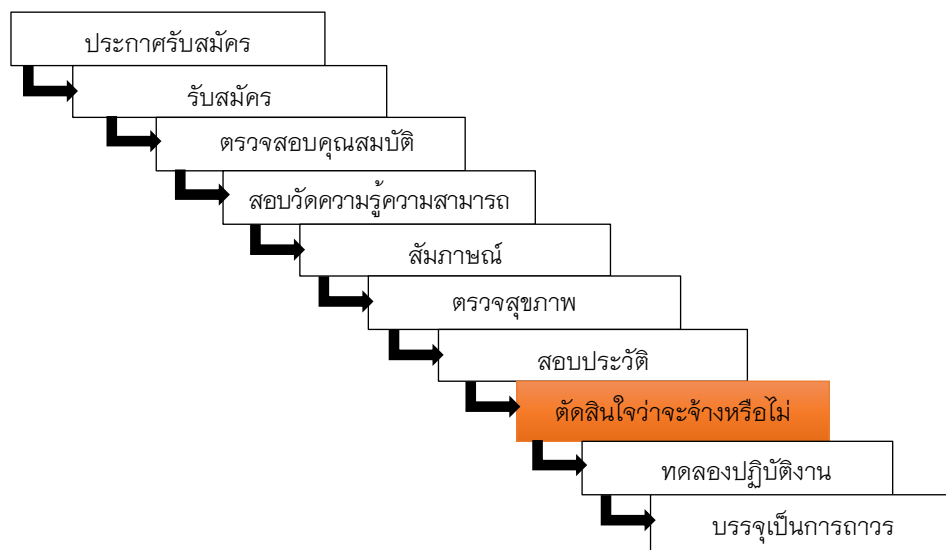 ประกาศรับสมัคร
รับสมัคร
ตรวจสอบคุณสมบัติ
สอบวัดความรู้ความสามารถ
สัมภาษณ์
ตรวจสุขภาพ
สอบประวัติ
ตัดสินใจว่าจะจ้างหรือไม่
ทดลองปฏิบัติงาน
บรรจุเป็นการถาวร